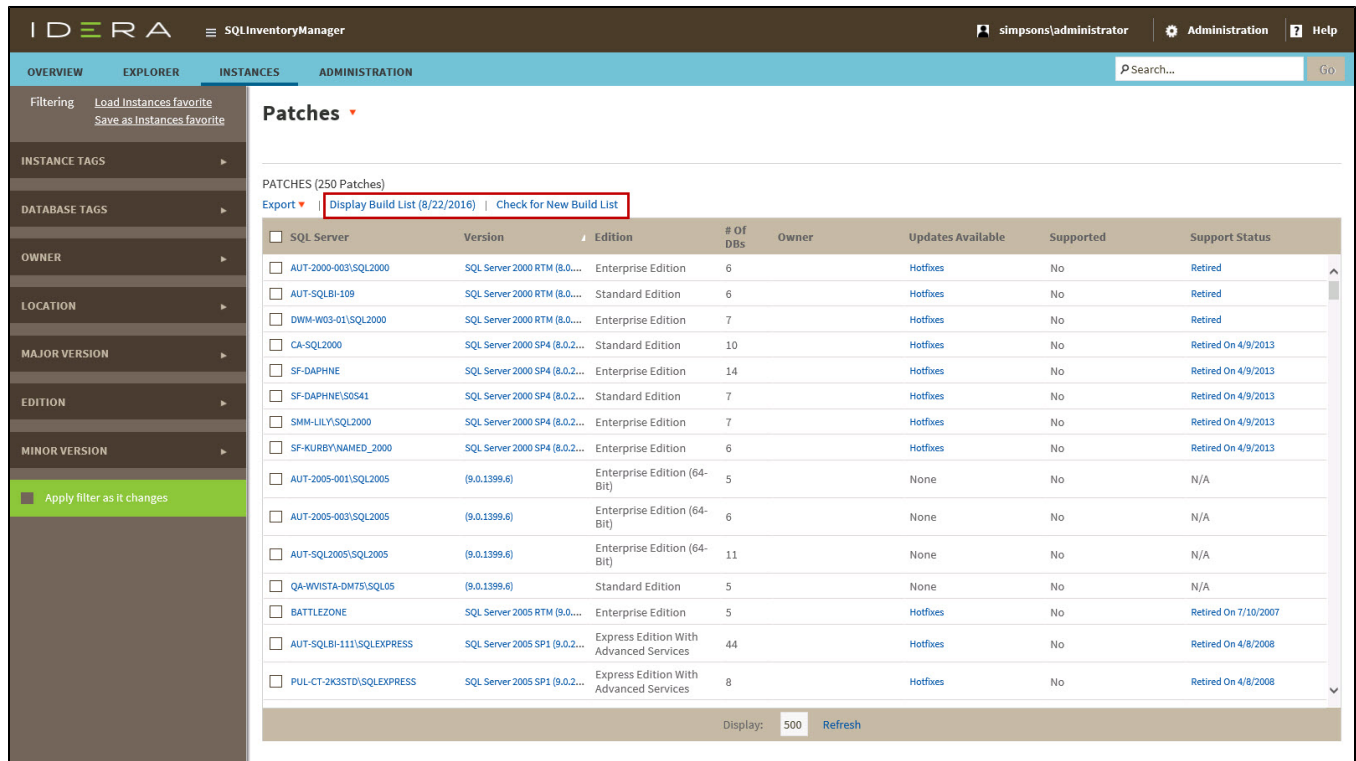 IDERA
SQLInventoryManager
simpsons\administrator
Administration
? Help
OVERVIEW EXPLORER INSTANCES ADMINISTRATION
Search... Go
Filtering Load Instances favorite
Save as Instances favorite
INSTANCE TAGS
DATABASE TAGS
OWNER
LOCATION
MAJOR VERSION
EDITION
MINOR VERSION
Apply filter as it changes
Patches
PATCHES (250 Patches)
Export | Display Build List (8/22/2016) | Check for New Build List
SQL Server Version Edition # Of DBs Owner Updates Available Supported Support Status
AUT-2000-003\SQL2000 SQL Server 2000 RTM (8.0.... Enterprise Edition 6 Hotfixes No Retired
AUT-SQLBI-109 SQL Server 2000 RTM (8.0.... Standard Edition 6 Hotfixes No Retired
DWM-W03-01\SQL2000 SQL Server 2000 RTM (8.0.... Enterprise Edition 7 Hotfixes No Retired
CA-SQL2000 SQL Server 2000 SP4 (8.0.2... Standard Edition 10 Hotfixes No Retired On 4/9/2013
SF-DAPHNE SQL Server 2000 SP4 (8.0.2... Enterprise Edition 14 Hotfixes No Retired On 4/9/2013
SF-DAPHNE\S0S41 SQL Server 2000 SP4 (8.0.2... Standard Edition 7 Hotfixes No Retired On 4/9/2013
SMM-LILY\SQL2000 SQL Server 2000 SP4 (8.0.2... Enterprise Edition 7 Hotfixes No Retired On 4/9/2013
SF-KURBY\NAMED_2000 SQL Server 2000 SP4 (8.0.2... Enterprise Edition 6 Hotfixes No Retired On 4/9/2013
AUT-2005-001\SQL2005 (9.0.1399.6) Enterprise Edition (64-Bit) 5 None No N/A
AUT-2005-003\SQL2005 (9.0.1399.6) Enterprise Edition (64-Bit) 6 None No N/A
AUT-SQL2005\SQL2005 (9.0.1399.6) Enterprise Edition (64-Bit) 11 None No N/A
QA-WVISTA-DM75\SQL05 (9.0.1399.6) Standard Edition 5 None No N/A
BATTLEZONE SQL Server 2005 RTM (9.0.... Enterprise Edition 5 Hotfixes No Retired On 7/10/2007
AUT-SQLBI-111\SQLEXPRESS SQL Server 2005 SP1 (9.0.2... Express Edition With Advanced Services 44 Hotfixes No Retired On 4/8/2008
PUL-CT-2K3STD\SQLEXPRESS SQL Server 2005 SP1 (9.0.2... Express Edition With Advanced Services 8 Hotfixes No Retired On 4/8/2008
Display: 500 Refresh